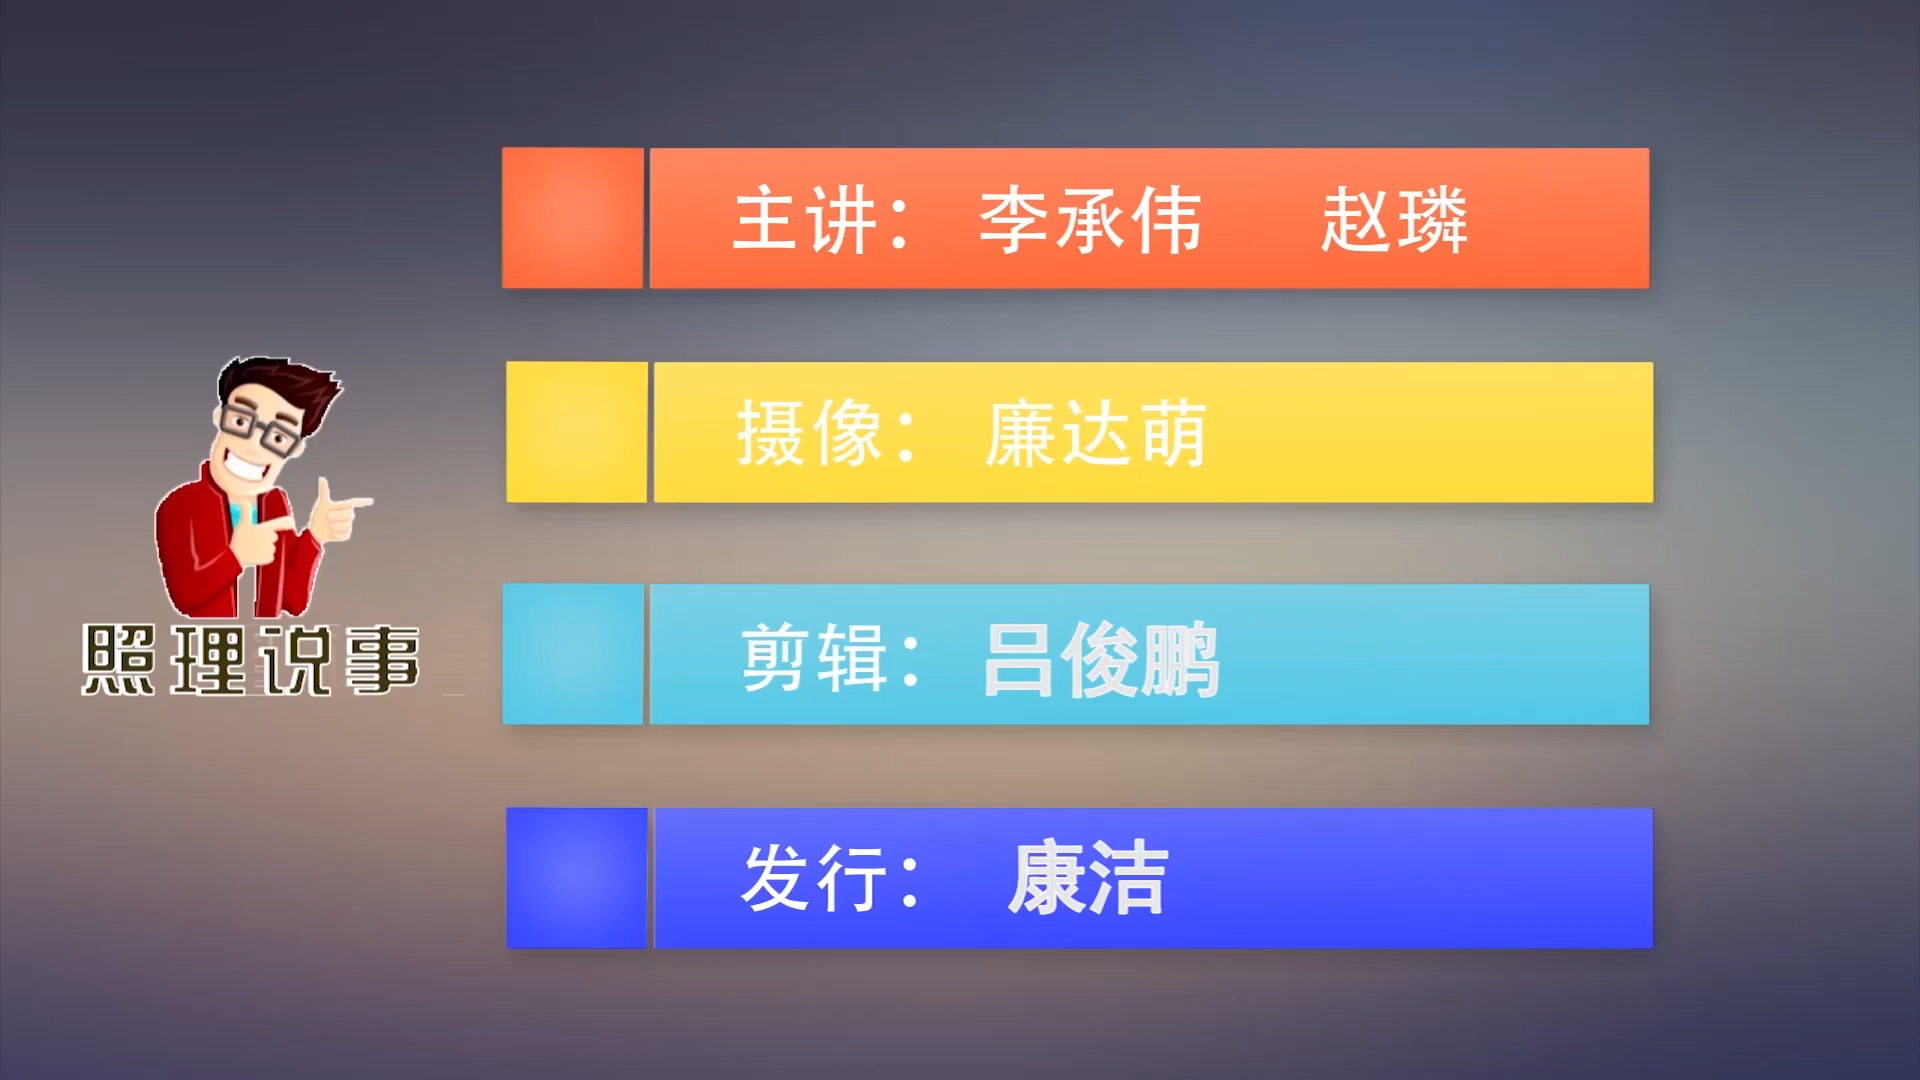 主讲： 李承伟 赵璘
摄像： 廉达萌
照理说事
剪辑： 吕俊鹏
发行： 康洁